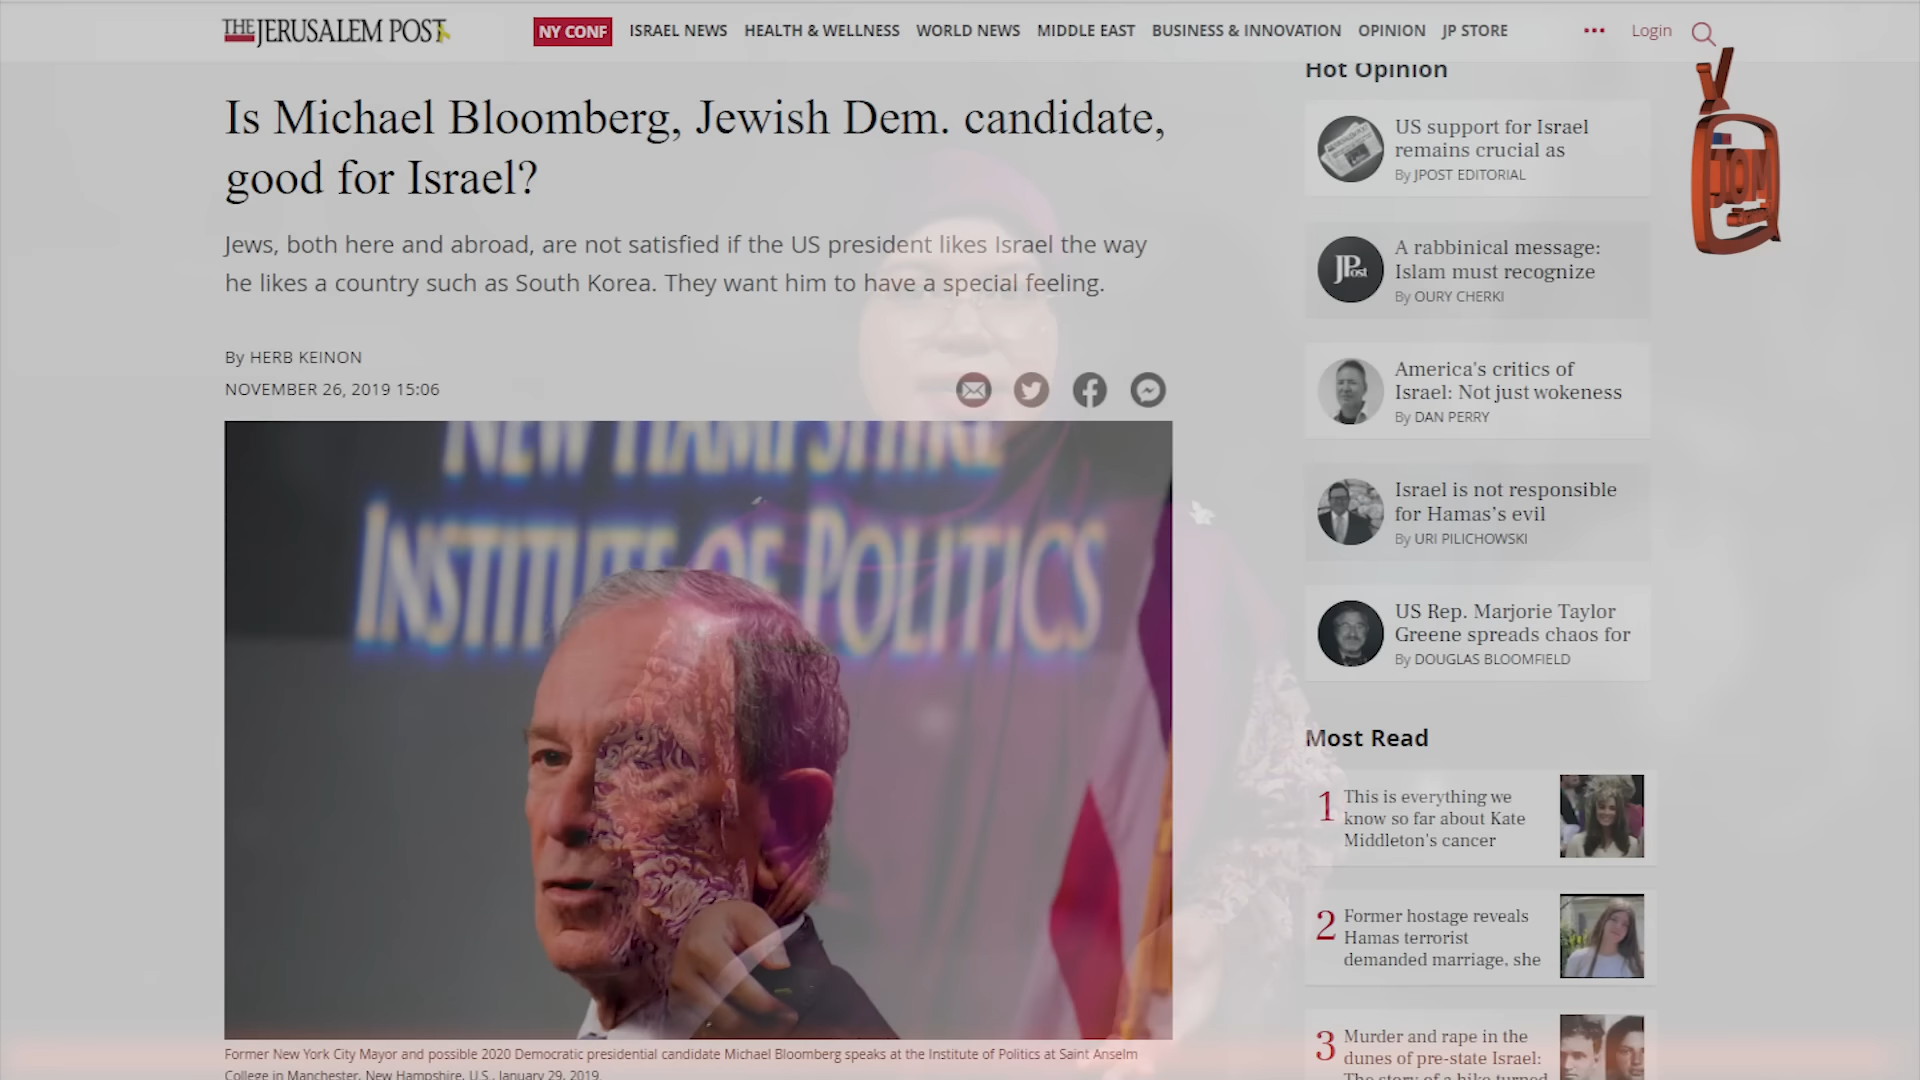 THE JERUSALEM POST
NY CONF ISRAEL NEWS HEALTH & WELLNESS WORLD NEWS MIDDLE EAST BUSINESS & INNOVATION OPINION JP STORE ••• Login
Is Michael Bloomberg, Jewish Dem. candidate,
good for Israel?
Jews, both here and abroad, are not satisfied if the US president likes Israel the way
he likes a country such as South Korea. They want him to have a special feeling.
By HERB KEINON
NOVEMBER 26, 2019 15:06
NEW HAMPSHIRE
INSTITUTE OF POLITICS
Former New York City Mayor and possible 2020 Democratic presidential candidate Michael Bloomberg speaks at the Institute of Politics at Saint Anselm
College in Manchester, New Hampshire, U.S., January 29, 2019.
Hot Opinion
US support for Israel
remains crucial as
By JPOST EDITORIAL
JPost
A rabbinical message:
Islam must recognize
By OURY CHERKI
America's critics of
Israel: Not just wokeness
By DAN PERRY
Israel is not responsible
for Hamas’s evil
By URI PILICHOWSKI
US Rep. Marjorie Taylor
Greene spreads chaos for
By DOUGLAS BLOOMFIELD
Most Read
1 This is everything we
know so far about Kate
Middleton's cancer
2 Former hostage reveals
Hamas terrorist
demanded marriage, she
3 Murder and rape in the
dunes of pre-state Israel:
The story of a hike turned
JOM